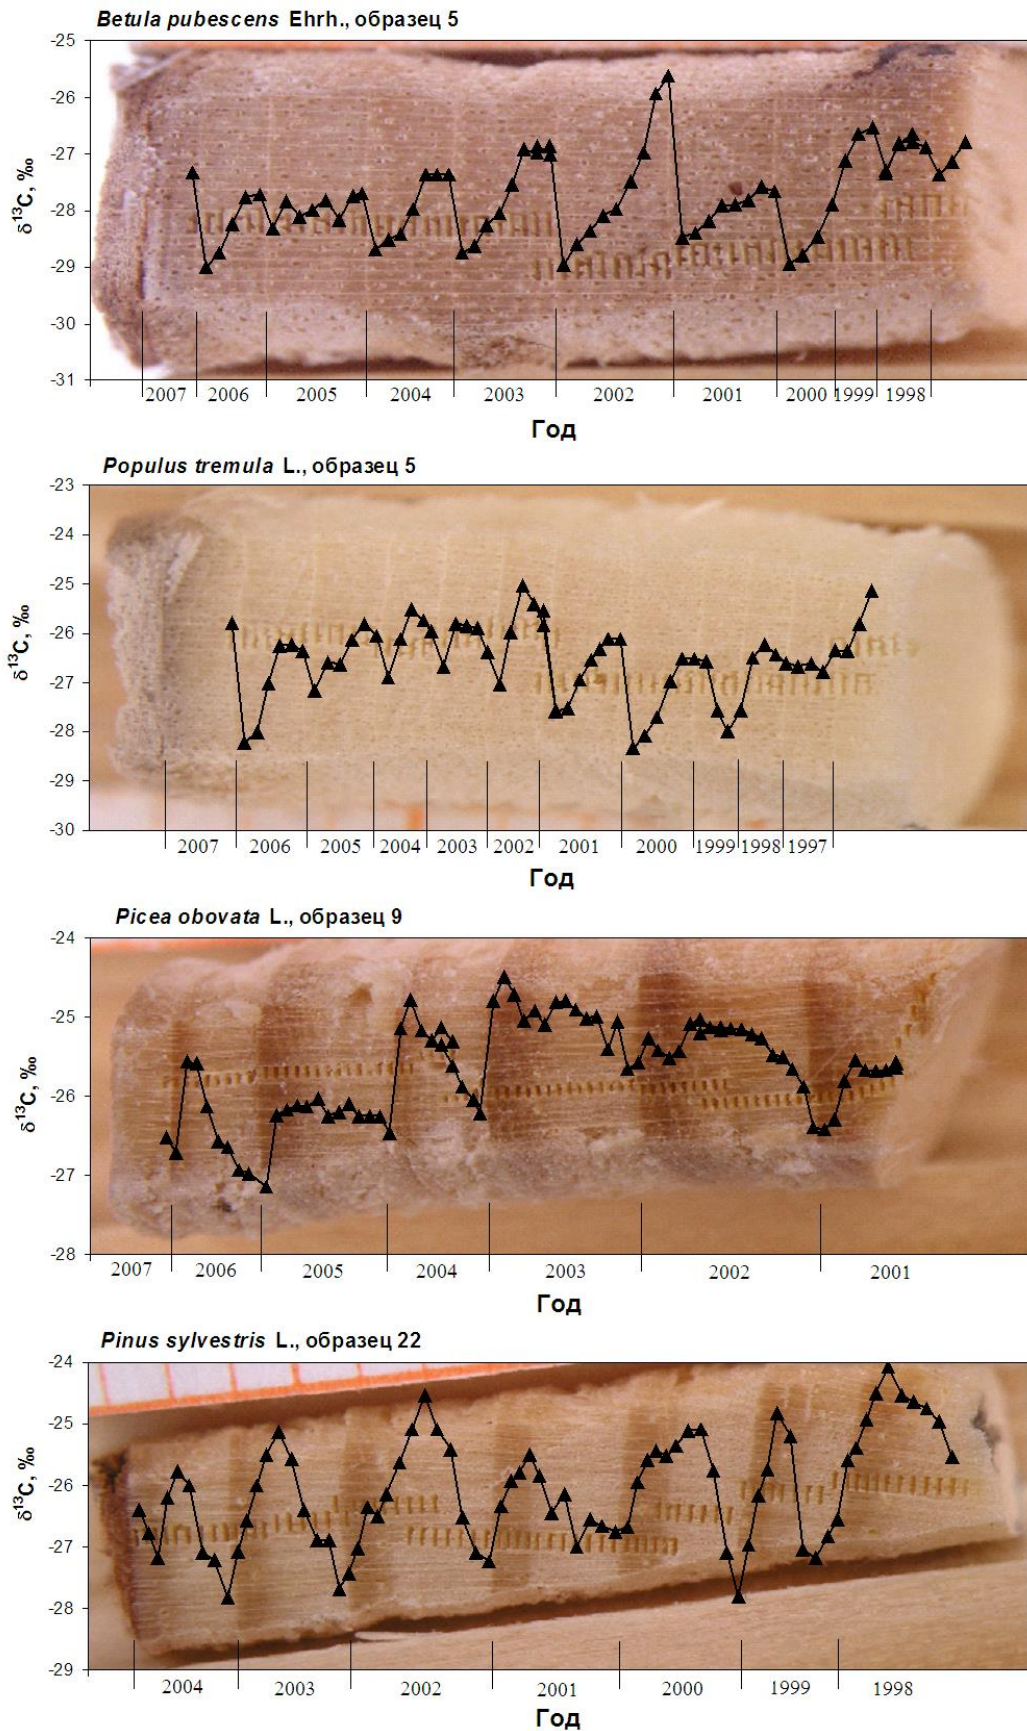 Betula pubescens Ehrh., образец 5
-25
-26
-27
-28
-29
-30
-31
δ¹³C, ‰
2007 2006 2005 2004 2003 2002 2001 2000 1999 1998
Год
Populus tremula L., образец 5
-23
-24
-25
-26
-27
-28
-29
-30
δ¹³C, ‰
2007 2006 2005 2004 2003 2002 2001 2000 1999 1998 1997
Год
Picea obovata L., образец 9
-24
-25
-26
-27
-28
δ¹³C, ‰
2007 2006 2005 2004 2003 2002 2001
Год
Pinus sylvestris L., образец 22
-24
-25
-26
-27
-28
-29
δ¹³C, ‰
2004 2003 2002 2001 2000 1999 1998
Год